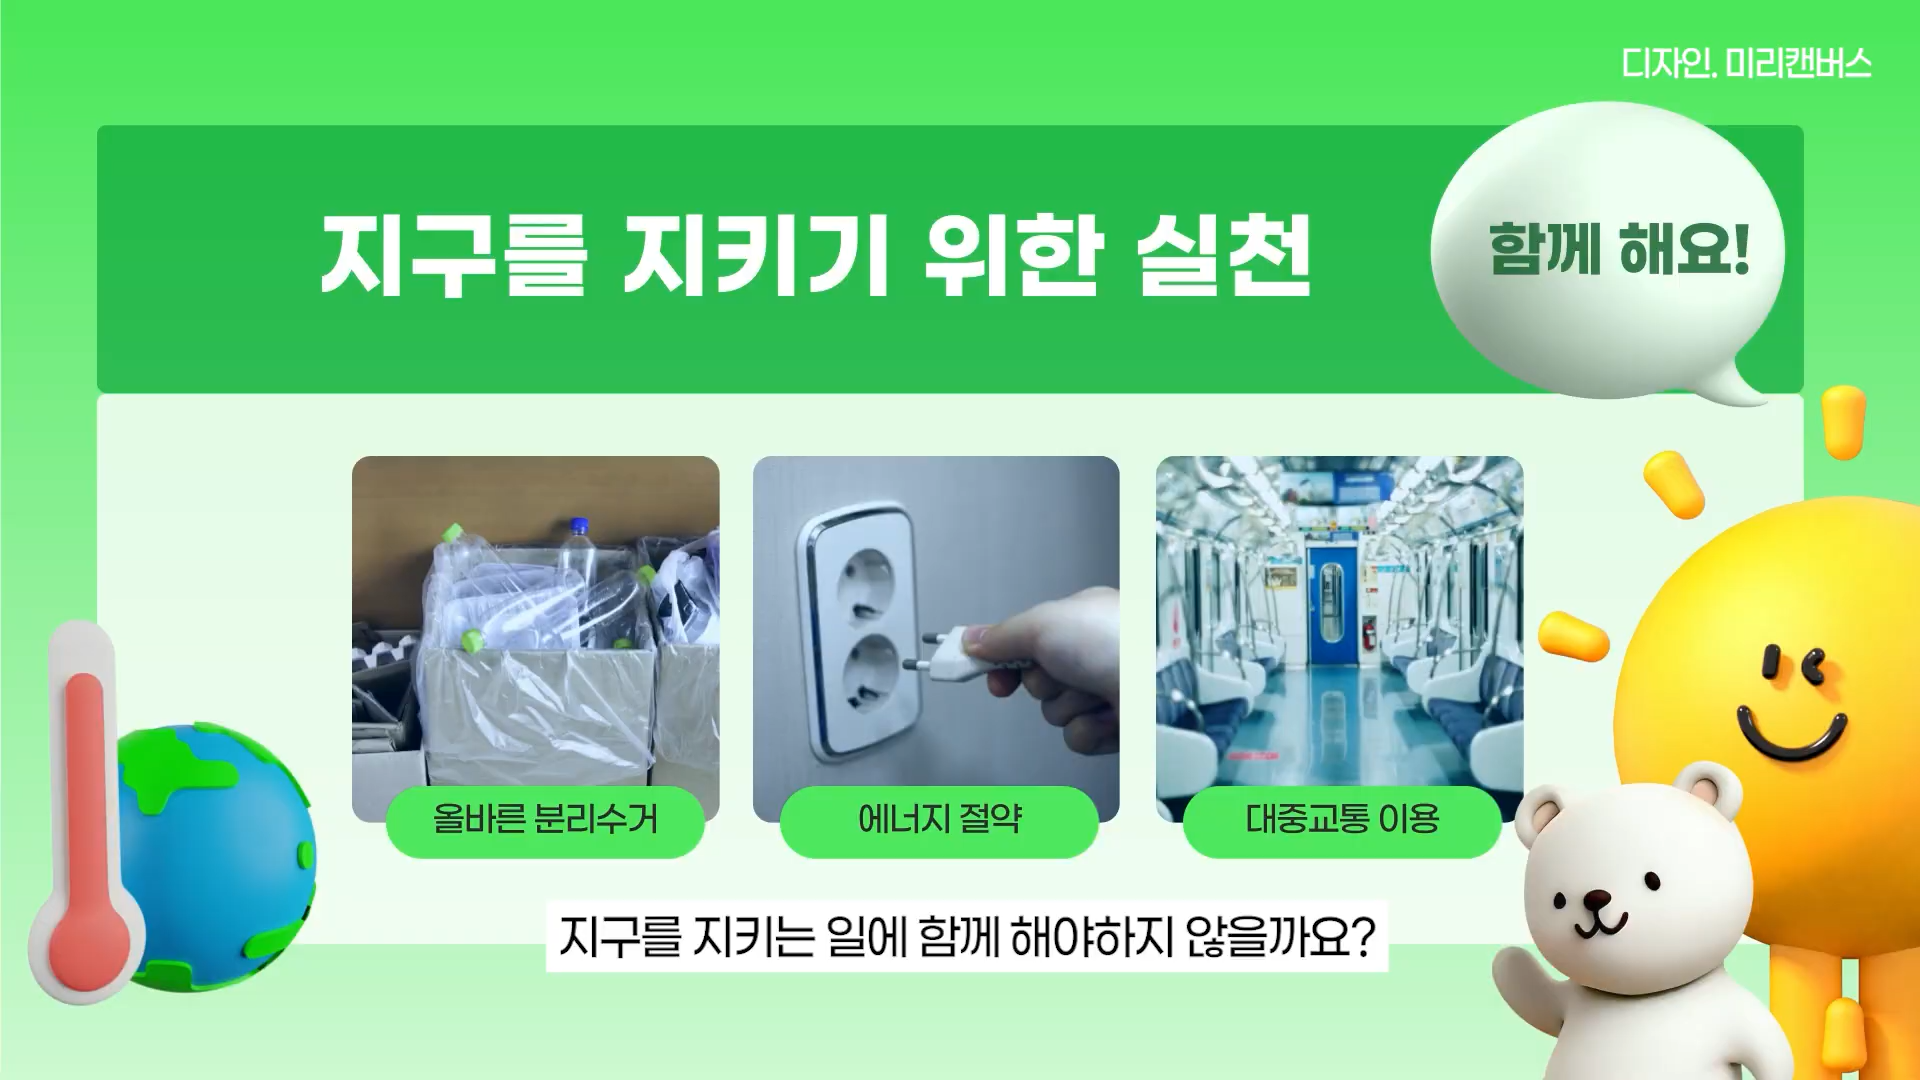 디자인. 미리캔버스
지구를 지키기 위한 실천
함께 해요!
올바른 분리수거
에너지 절약
대중교통 이용
지구를 지키는 일에 함께 해야하지 않을까요?